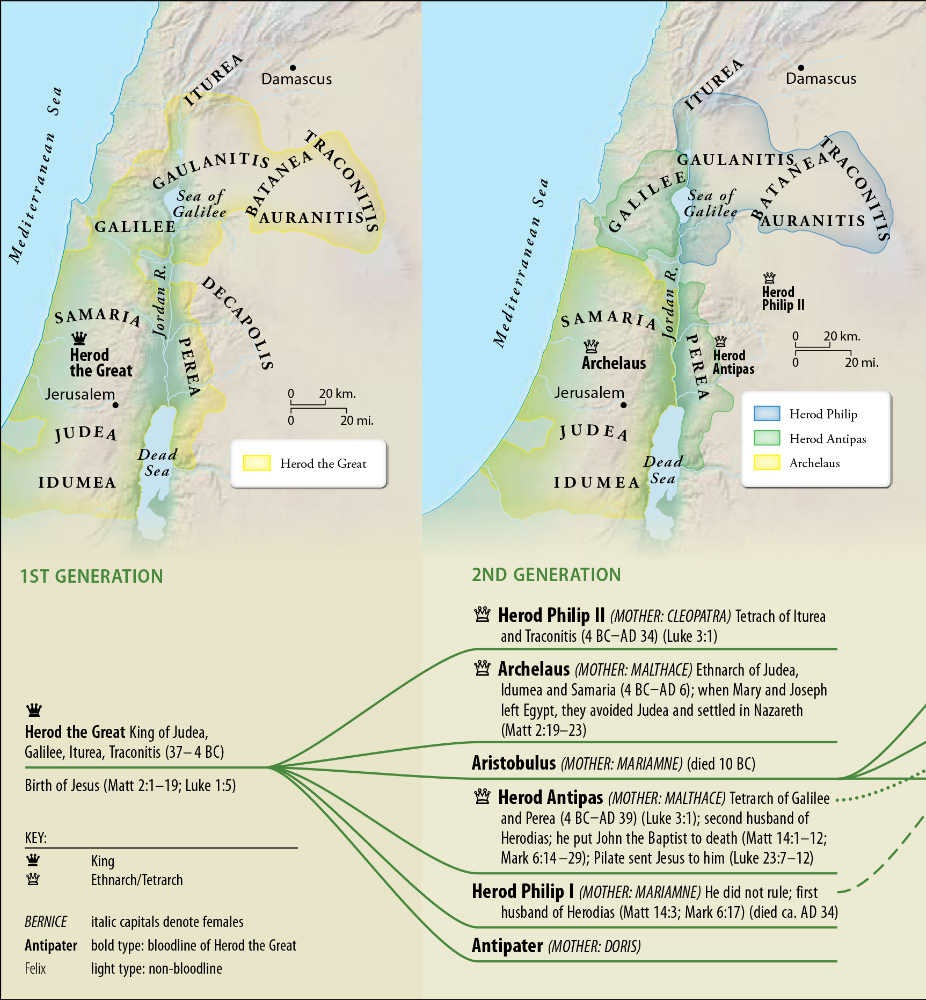 ITUREA
Damascus
Mediterranean Sea
GAULANITIS
BATANEA
TRACONITIS
Sea of
Galilee
AURANITIS
GALILEE
Jordan R.
DECAPOLIS
SAMARIA
Herod
the Great
PEREA
Jerusalem
0 20 km.
0 20 mi.
JUDEA
Dead
Sea
IDUMEA
Herod the Great
ITUREA
Damascus
Mediterranean Sea
GAULANITIS
BATANEA
TRACONITIS
GALILEE
Sea of
Galilee
AURANITIS
Jordan R.
Herod
Philip II
SAMARIA
Archelaus
PEREA
Herod
Antipas
0 20 km.
0 20 mi.
Jerusalem
JUDEA
Dead
Sea
IDUMEA
Herod Philip
Herod Antipas
Archelaus
1ST GENERATION
Herod the Great King of Judea,
Galilee, Iturea, Traconitis (37–4 BC)
Birth of Jesus (Matt 2:1–19; Luke 1:5)
KEY:
King
Ethnarch/Tetrarch
BERNICE italic capitals denote females
Antipater bold type: bloodline of Herod the Great
Felix light type: non-bloodline
2ND GENERATION
Herod Philip II (MOTHER: CLEOPATRA) Tetrach of Iturea
and Traconitis (4 BC–AD 34) (Luke 3:1)
Archelaus (MOTHER: MALTHACE) Ethnarch of Judea,
Idumea and Samaria (4 BC–AD 6); when Mary and Joseph
left Egypt, they avoided Judea and settled in Nazareth
(Matt 2:19–23)
Aristobulus (MOTHER: MARIAMNE) (died 10 BC)
Herod Antipas (MOTHER: MALTHACE) Tetrarch of Galilee
and Perea (4 BC–AD 39) (Luke 3:1); second husband of
Herodias; he put John the Baptist to death (Matt 14:1–12;
Mark 6:14–29); Pilate sent Jesus to him (Luke 23:7–12)
Herod Philip I (MOTHER: MARIAMNE) He did not rule; first
husband of Herodias (Matt 14:3; Mark 6:17) (died ca. AD 34)
Antipater (MOTHER: DORIS)